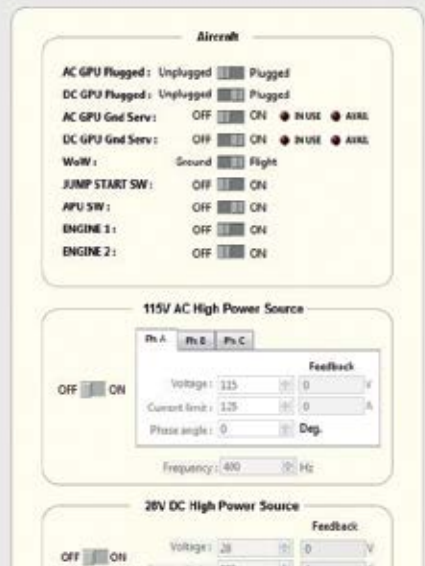 Aircraft
AC GPU Plugged : Unplugged Plugged
DC GPU Plugged : Unplugged Plugged
AC GPU Gnd Serv : OFF ON IN USE AVAIL
DC GPU Gnd Serv : OFF ON IN USE AVAIL
WoW : Ground Flight
JUMP START SW : OFF ON
APU SW : OFF ON
ENGINE 1 : OFF ON
ENGINE 2 : OFF ON
115V AC High Power Source
Ph A Ph B Ph C
Feedback
OFF ON
Voltage : 115 0 V
Current limit : 125 0 A
Phase angle : 0 Deg.
Frequency : 400 Hz
28V DC High Power Source
Feedback
OFF ON
Voltage : 28 0 V